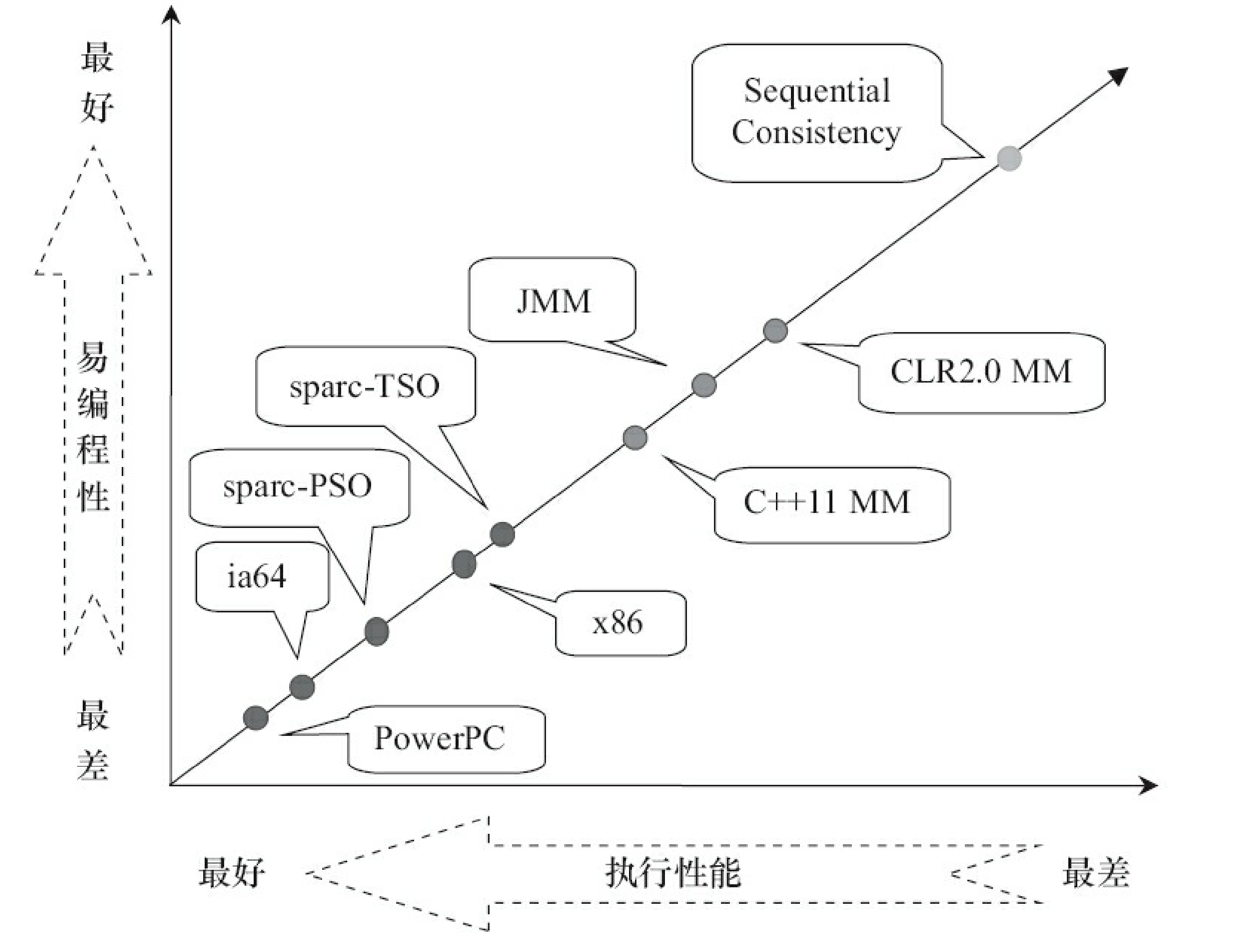 最
好
Sequential
Consistency
JMM
CLR2.0 MM
易
编
程
性
sparc-TSO
sparc-PSO
C++11 MM
ia64
x86
最
差
PowerPC
最好
执行性能
最差